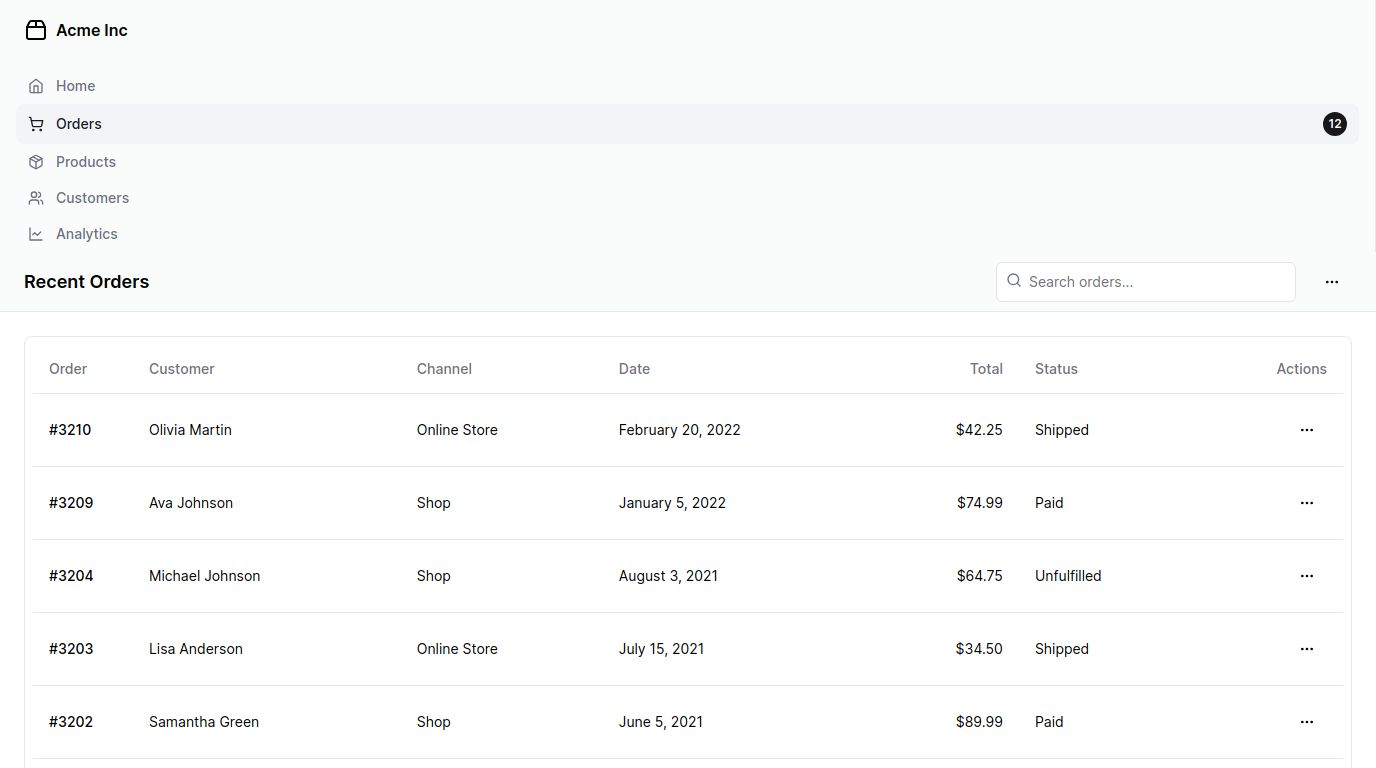 Acme Inc
Home
Orders 12
Products
Customers
Analytics
Recent Orders Search orders...
Order Customer Channel Date Total Status Actions
#3210 Olivia Martin Online Store February 20, 2022 $42.25 Shipped
#3209 Ava Johnson Shop January 5, 2022 $74.99 Paid
#3204 Michael Johnson Shop August 3, 2021 $64.75 Unfulfilled
#3203 Lisa Anderson Online Store July 15, 2021 $34.50 Shipped
#3202 Samantha Green Shop June 5, 2021 $89.99 Paid